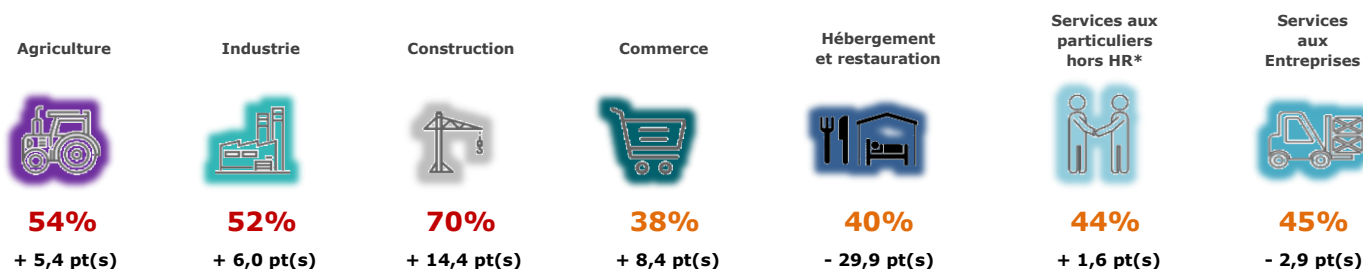 Agriculture
Industrie
Construction
Commerce
Hébergement
et restauration
Services aux
particuliers
hors HR*
Services
aux
Entreprises
54%
52%
70%
38%
40%
44%
45%
+ 5,4 pt(s)
+ 6,0 pt(s)
+ 14,4 pt(s)
+ 8,4 pt(s)
- 29,9 pt(s)
+ 1,6 pt(s)
- 2,9 pt(s)